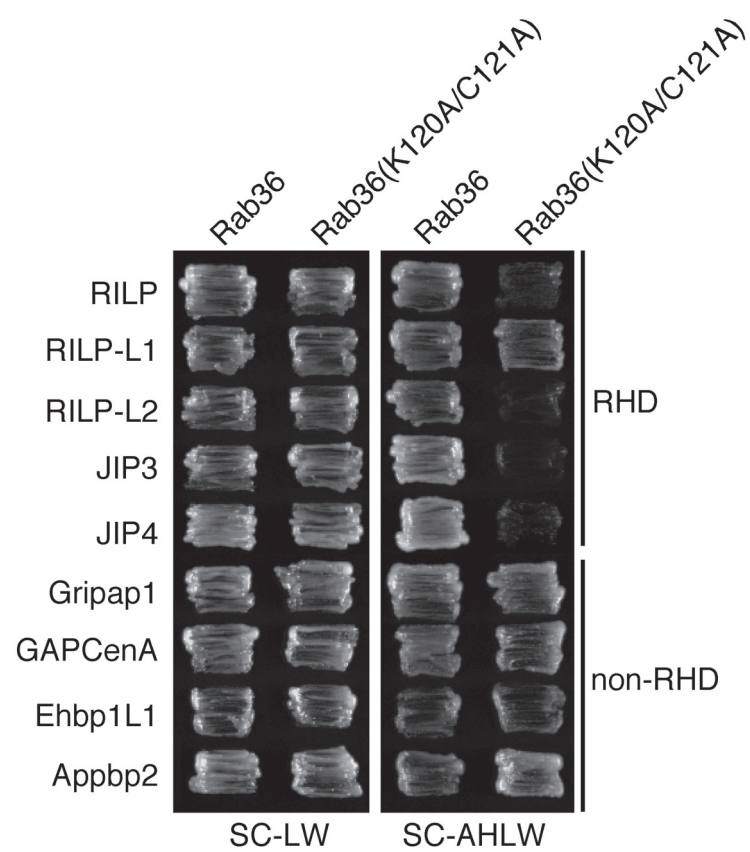 Rab36
Rab36(K120A/C121A)
Rab36
Rab36(K120A/C121A)
RILP
RILP-L1
RILP-L2
JIP3
JIP4
Gripap1
GAPCenA
Ehbp1L1
Appbp2
RHD
non-RHD
SC-LW
SC-AHLW